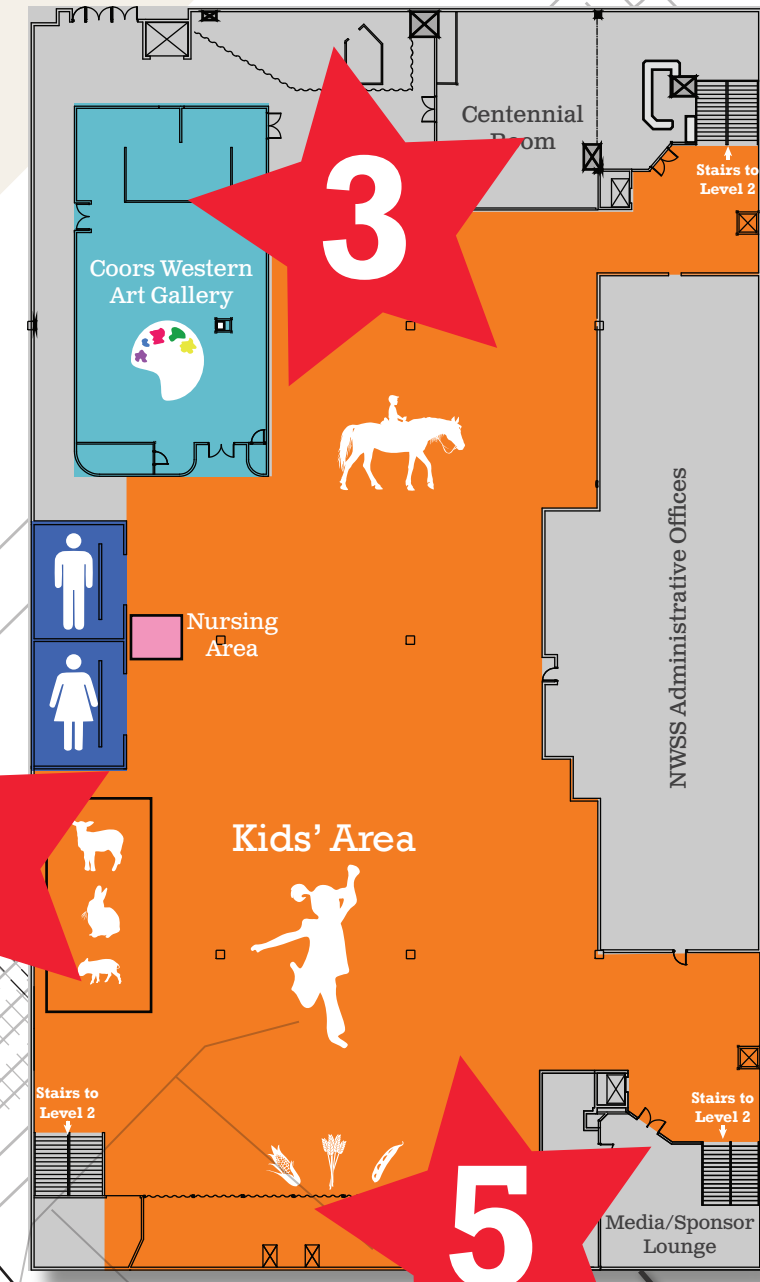 Centennial
Room
Stairs to
Level 2
3
Coors Western
Art Gallery
NWSS Administrative Offices
Nursing
Area
Kids' Area
Stairs to
Level 2
Stairs to
Level 2
5
Media/Sponsor
Lounge